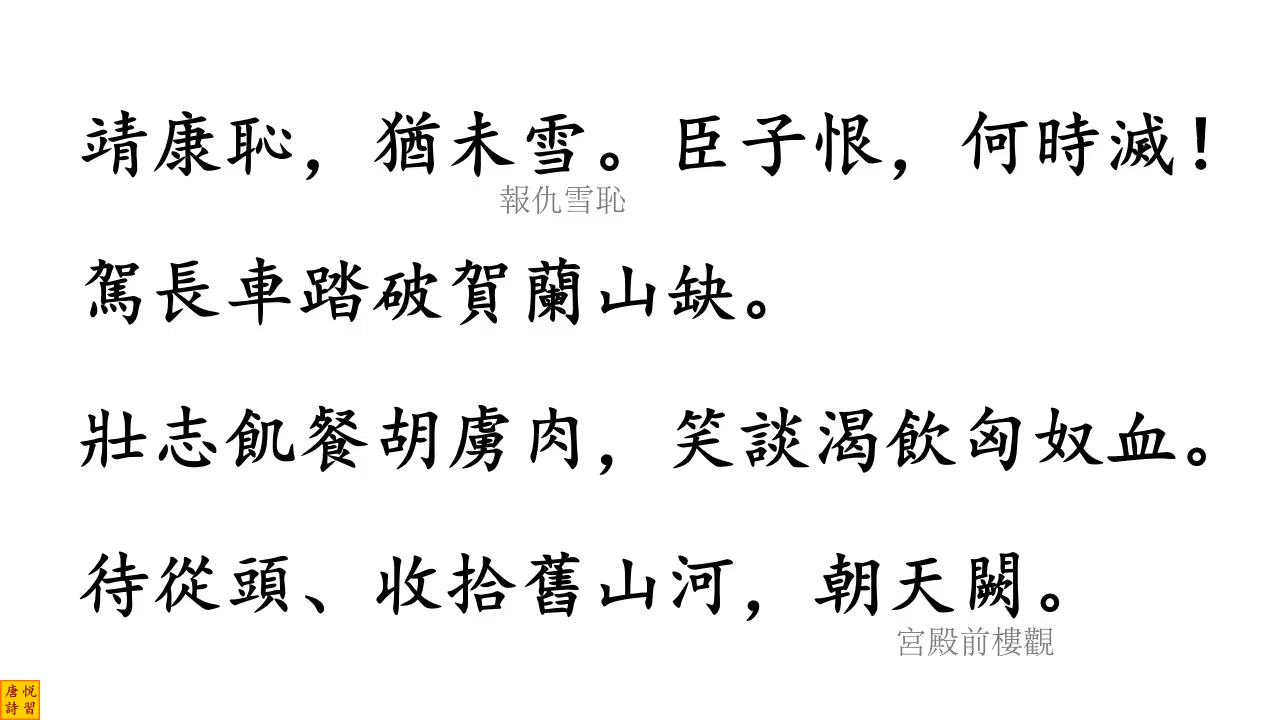 靖康恥，猶未雪。臣子恨，何時滅！
報仇雪恥
駕長車踏破賀蘭山缺。
壯志飢餐胡虜肉，笑談渴飲匈奴血。
待從頭、收拾舊山河，朝天闕。
宮殿前樓觀
唐悅
詩習